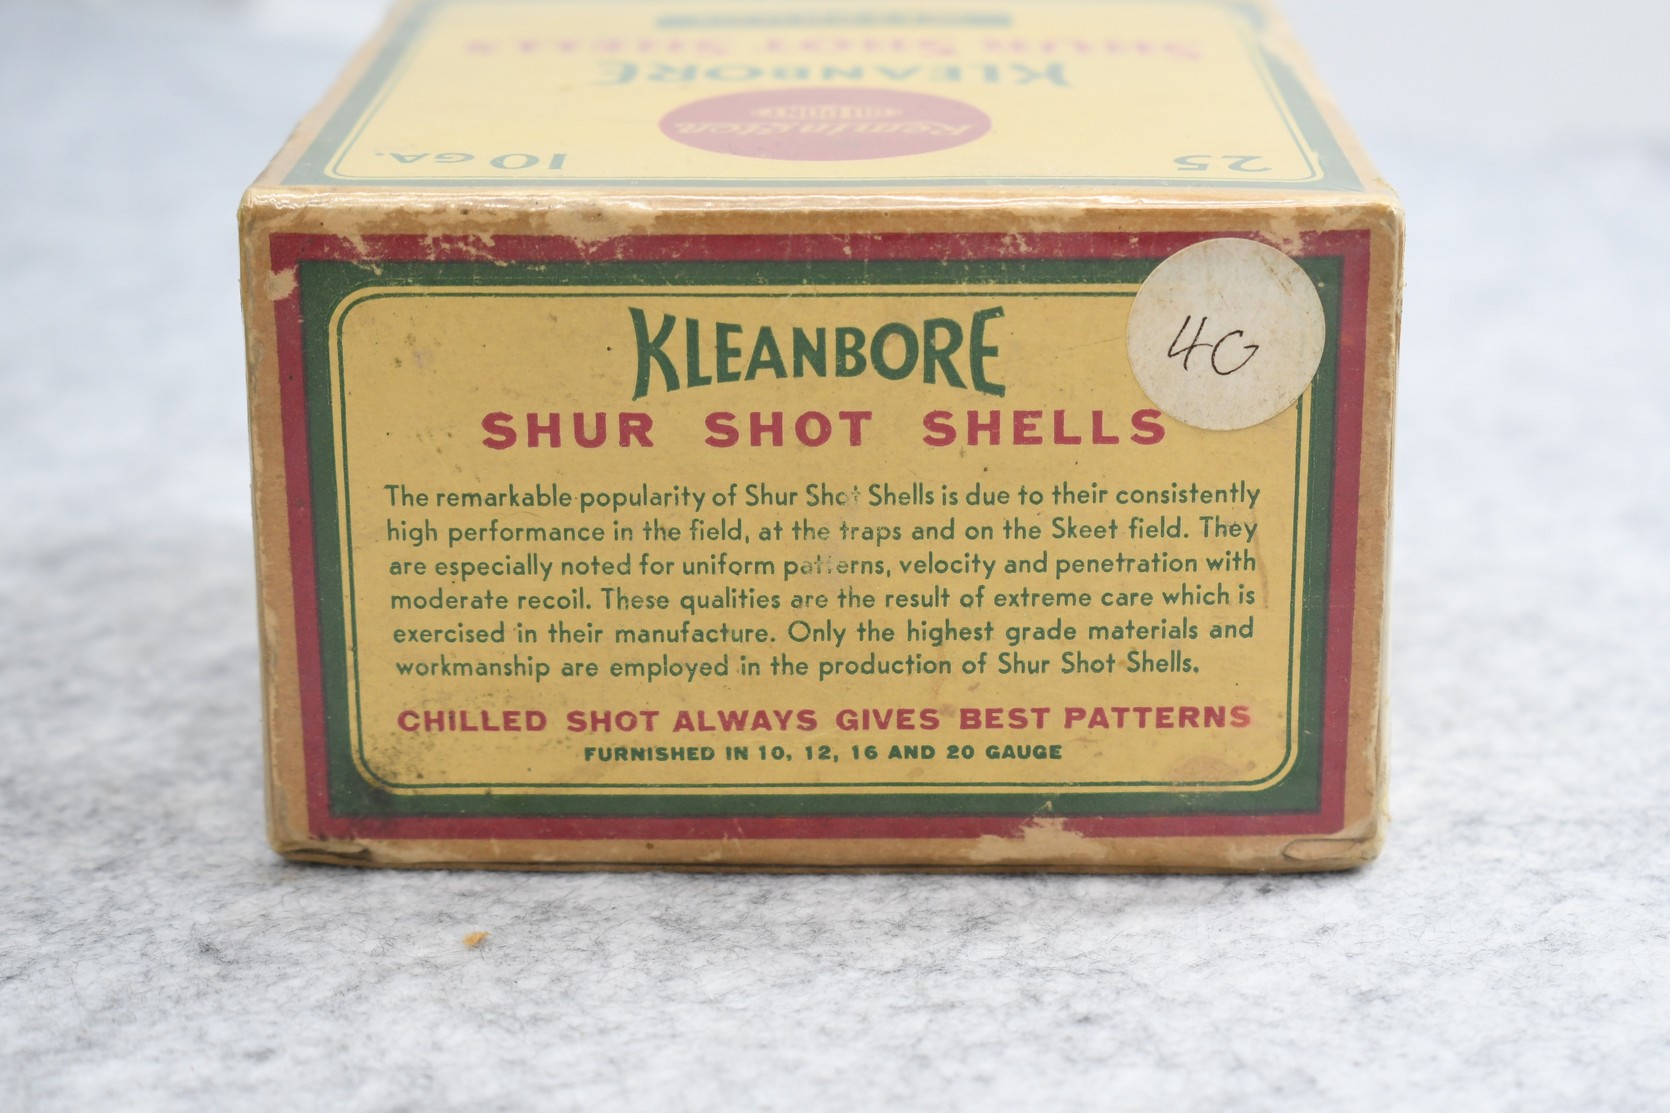 SHUR SHOT SHELLS
KLEANBORE
Remington
DUPONT
25 10 GA.
KLEANBORE
4G
SHUR SHOT SHELLS
The remarkable popularity of Shur Shot Shells is due to their consistently
high performance in the field, at the traps and on the Skeet field. They
are especially noted for uniform patterns, velocity and penetration with
moderate recoil. These qualities are the result of extreme care which is
exercised in their manufacture. Only the highest grade materials and
workmanship are employed in the production of Shur Shot Shells.
CHILLED SHOT ALWAYS GIVES BEST PATTERNS
FURNISHED IN 10, 12, 16 AND 20 GAUGE